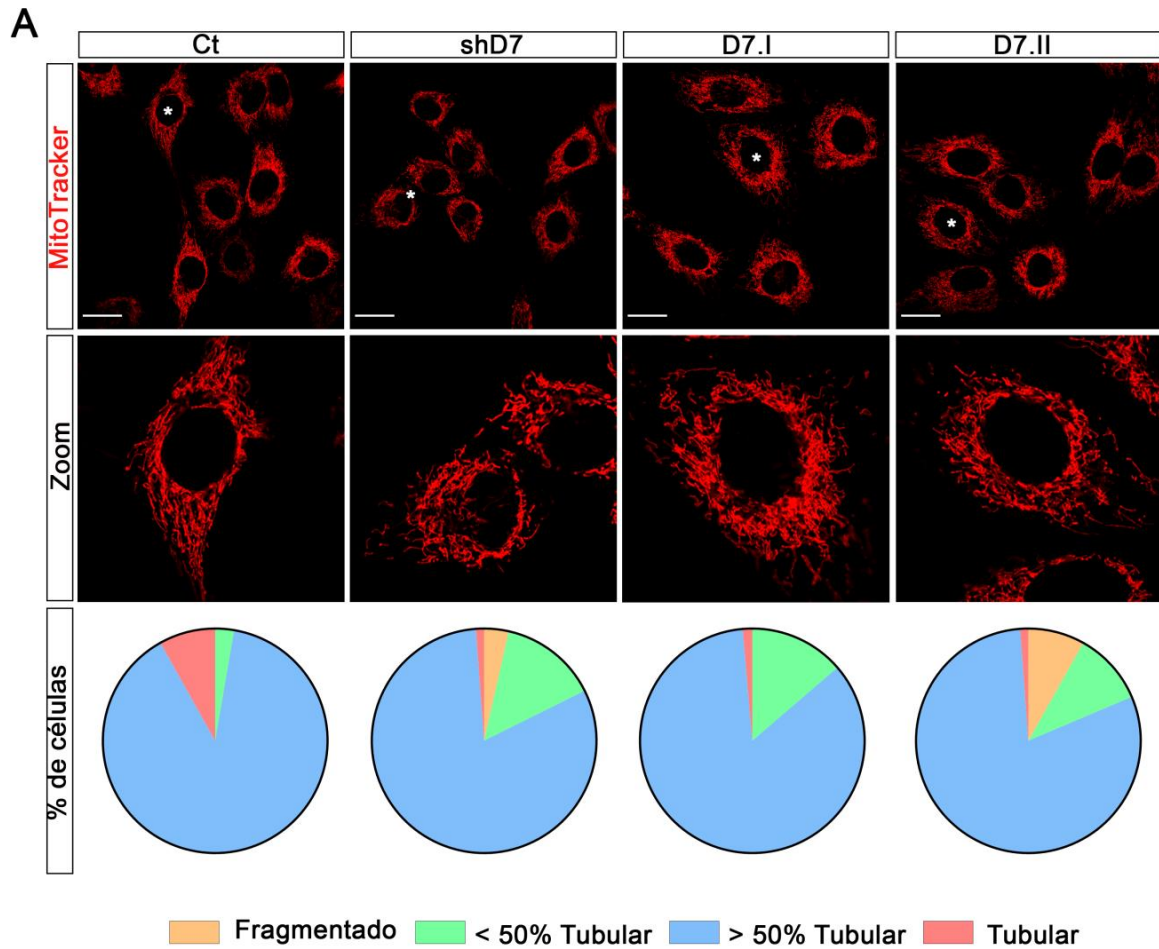 A
Ct
shD7
D7.I
D7.II
MitoTracker
*
*
*
*
Zoom
% de células
Fragmentado
< 50% Tubular
> 50% Tubular
Tubular